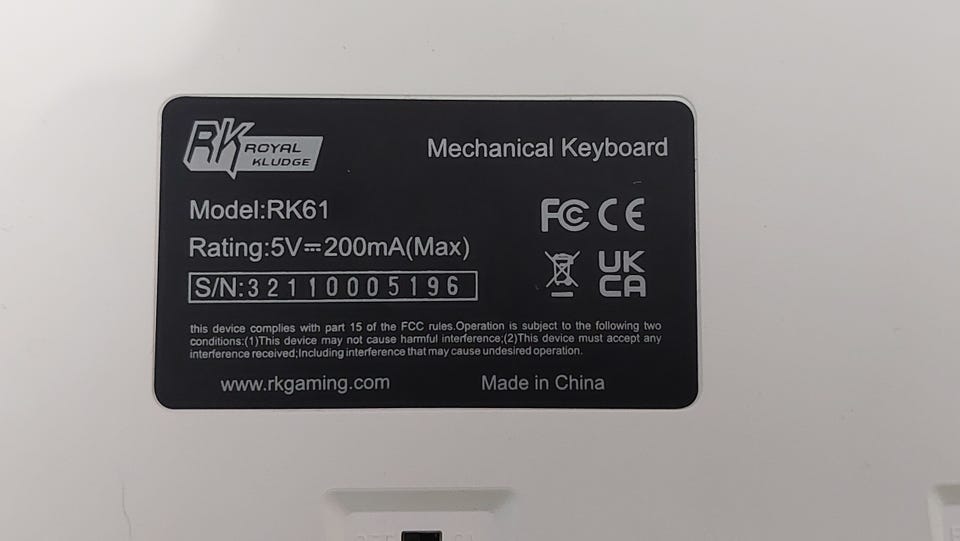 RK ROYAL
KLUDGE
Mechanical Keyboard
Model:RK61
Rating:5V⎓200mA(Max)
FC CE
S/N:32110005196
UK
CA
this device complies with part 15 of the FCC rules.Operation is subject to the following two
conditions:(1)This device may not cause harmful interference;(2)This device must accept any
interference received;Including interference that may cause undesired operation.
www.rkgaming.com
Made in China